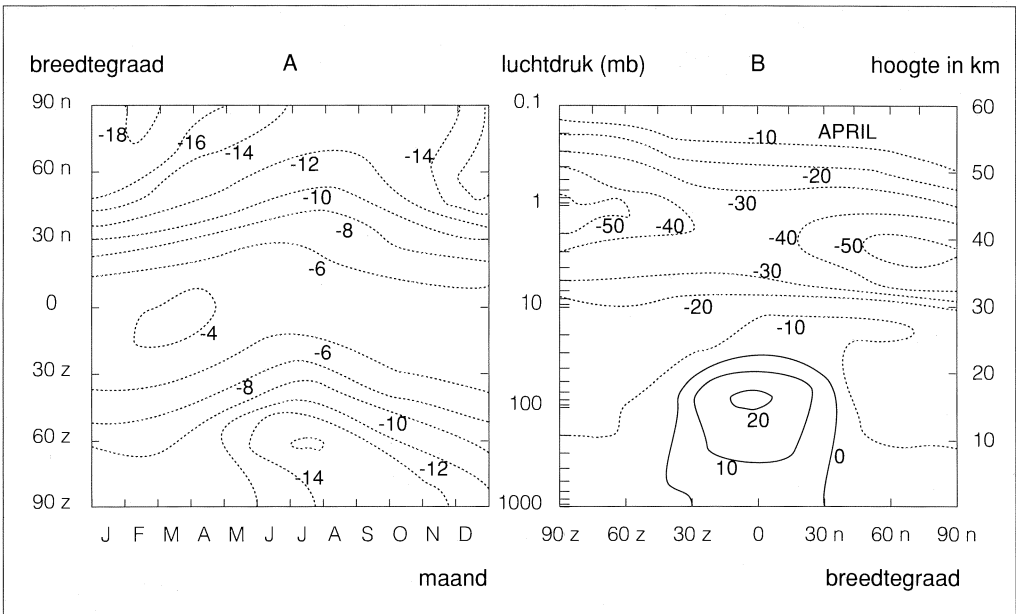 breedtegraad A luchtdruk (mb) B hoogte in km
90 n 0.1 60
-18 -16 -14 -12 -14 APRIL -10
60 n -20 50
-10 1 -30
30 n -8 -50 -40 -40 -50 40
-6 -30
0 10 -20 30
-4 -10
-6
30 z 20
-8
-10 100 20
60 z 10
-12 10 0
-14
90 z 1000
J F M A M J J A S O N D 90 z 60 z 30 z 0 30 n 60 n 90 n
maand breedtegraad